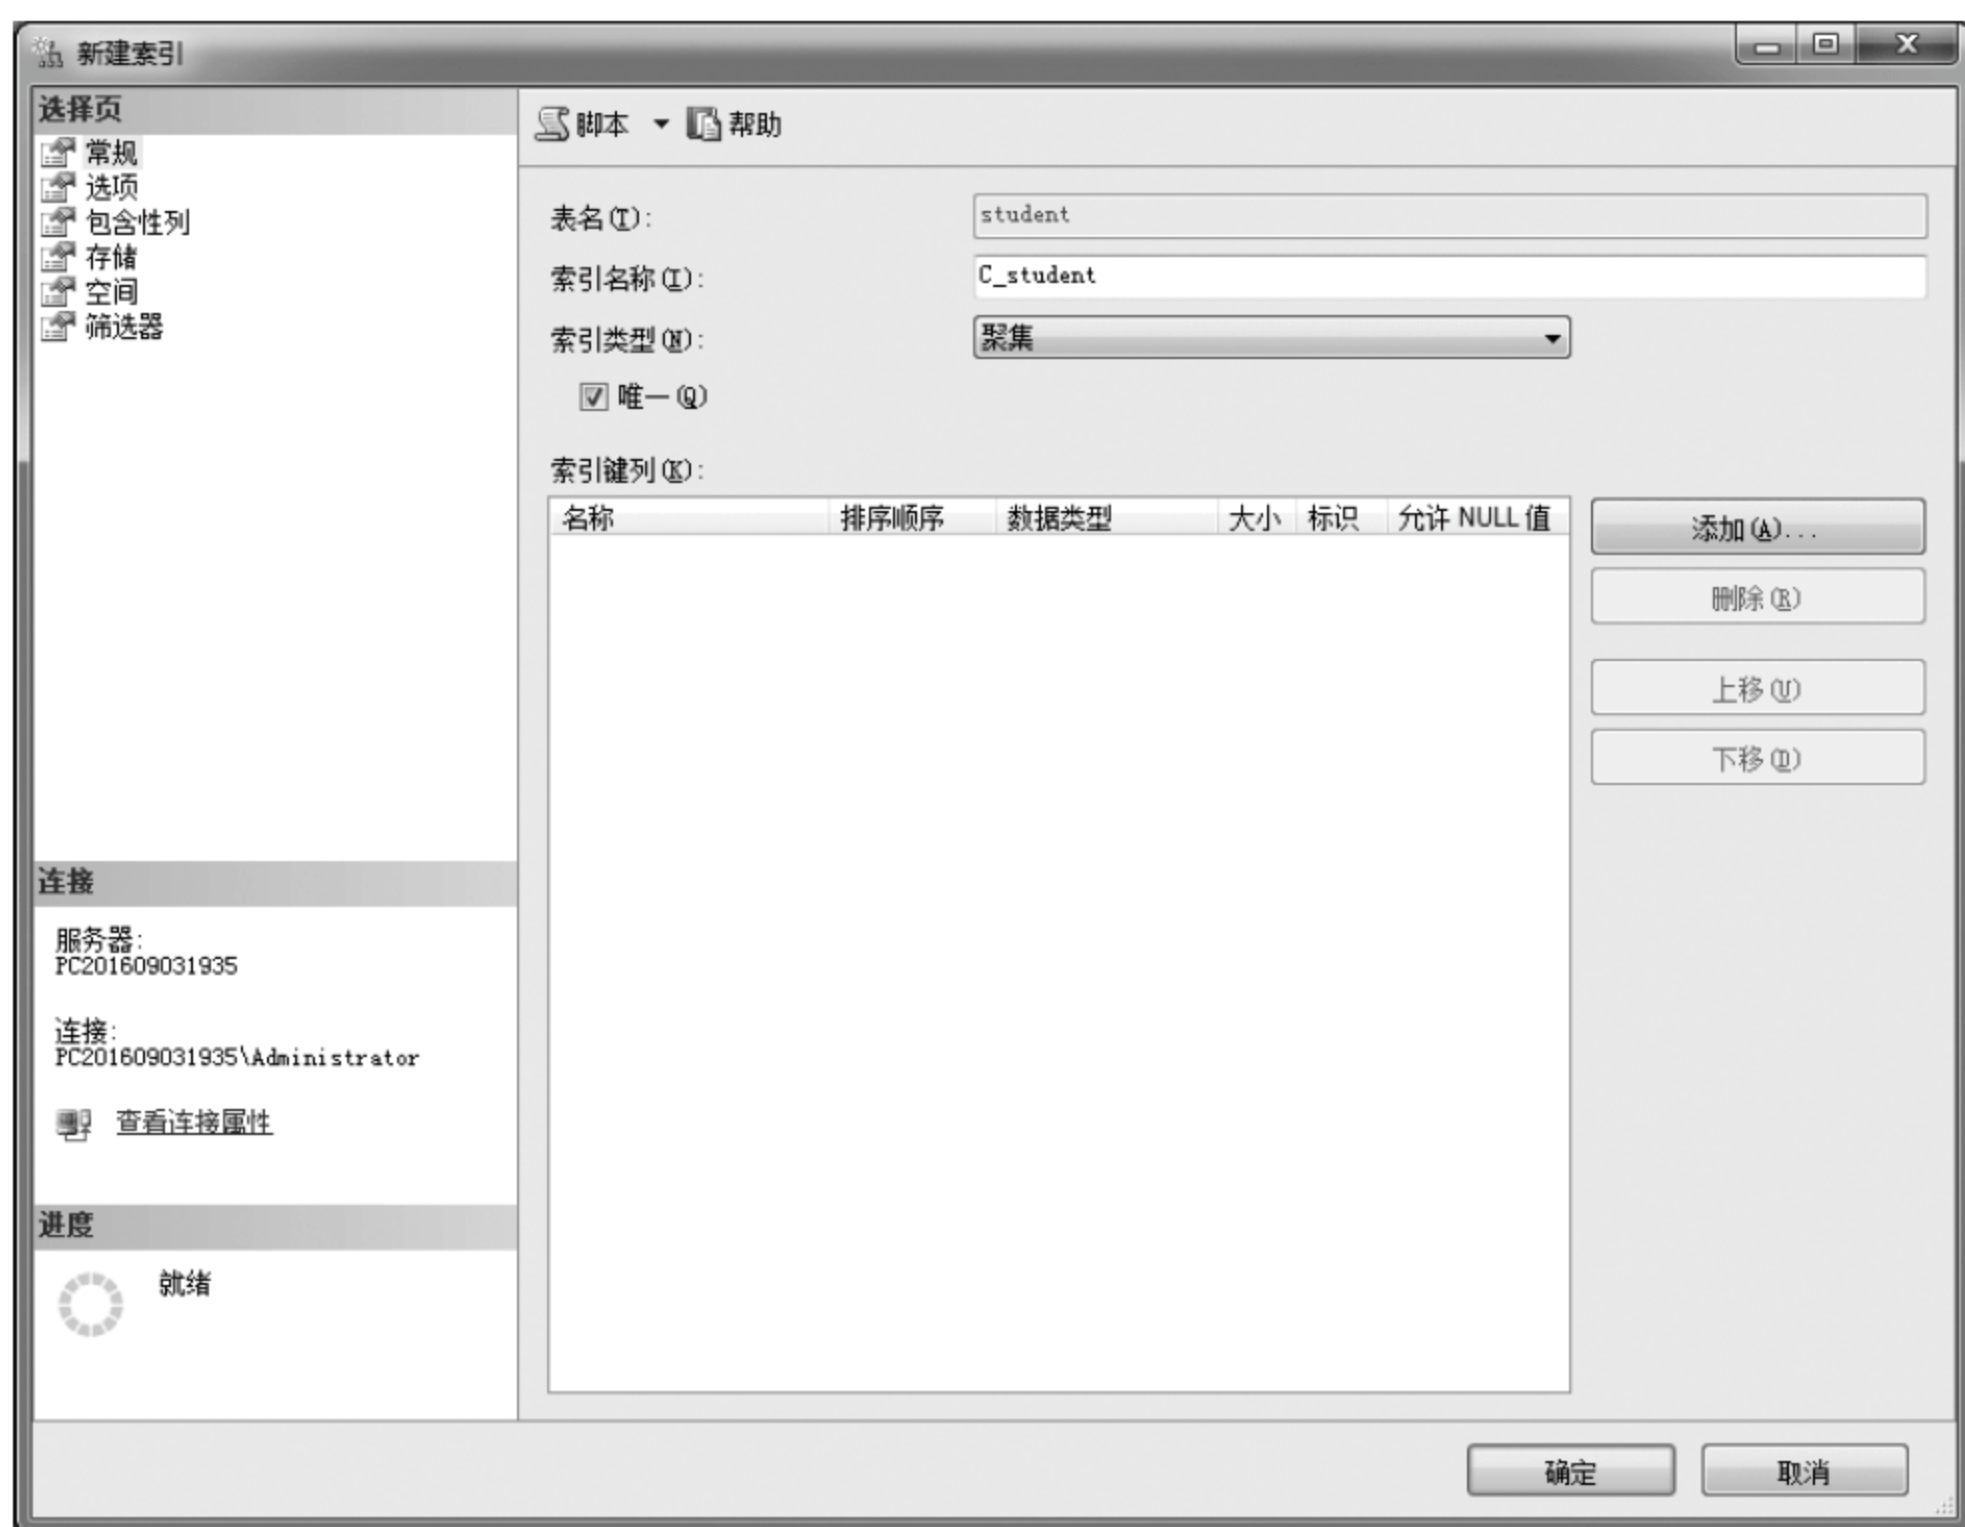 新建索引
选择页
常规
选项
包含性列
存储
空间
筛选器
脚本 帮助
表名(T): student
索引名称(I): C_student
索引类型(N): 聚集
唯一(Q)
索引键列(K):
名称 排序顺序 数据类型 大小 标识 允许 NULL 值
添加(A)...
删除(R)
上移(U)
下移(D)
连接
服务器:
PC201609031935
连接:
PC201609031935\Administrator
查看连接属性
进度
就绪
确定 取消